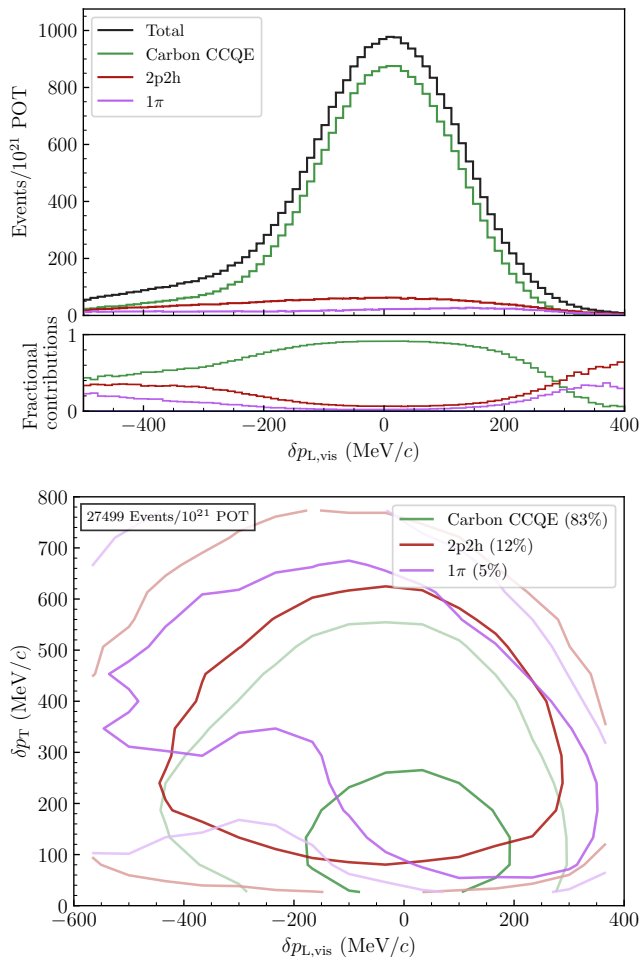 1000
800
600
400
200
0
Events/10²¹ POT
Total
Carbon CCQE
2p2h
1π
1
0
Fractional
contributions
−400 −200 0 200 400
δp_L,vis (MeV/c)
800
700
600
500
400
300
200
100
0
δp_T (MeV/c)
27499 Events/10²¹ POT
Carbon CCQE (83%)
2p2h (12%)
1π (5%)
−600 −400 −200 0 200 400
δp_L,vis (MeV/c)